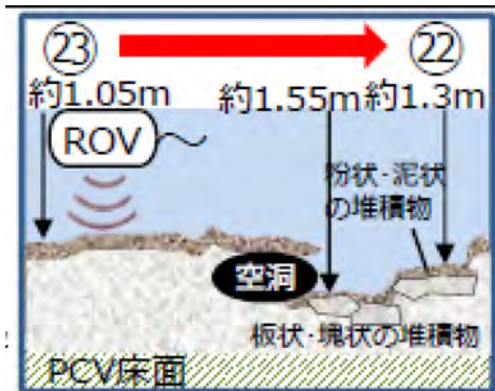 ㉓ ㉒
約1.05m 約1.55m 約1.3m
ROV
粉状・泥状
の堆積物
空洞
板状・塊状の堆積物
PCV床面